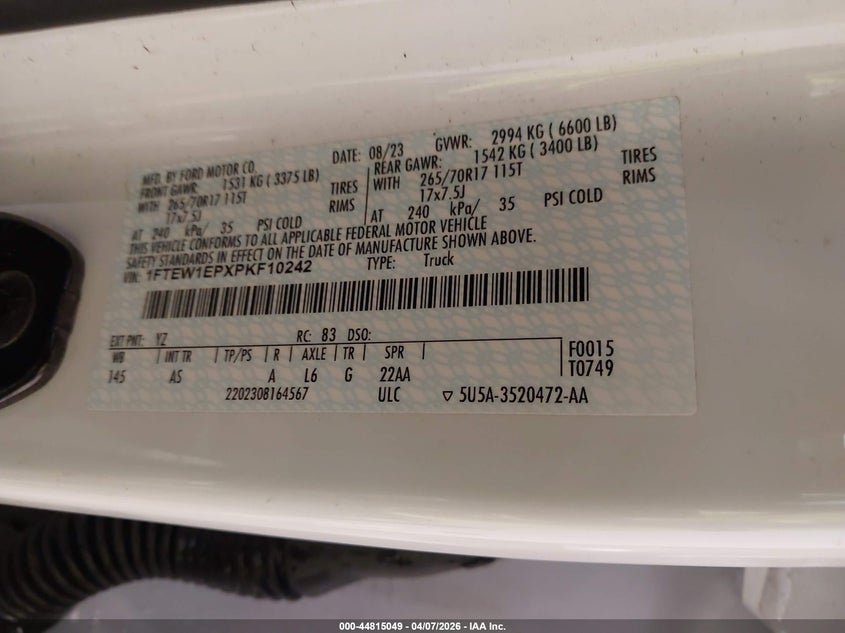 MFD. BY FORD MOTOR CO. DATE: 08/23 GVWR: 2994 KG ( 6600 LB)
FRONT GAWR: 1531 KG ( 3375 LB) REAR GAWR: 1542 KG ( 3400 LB)
WITH 265/70R17 115T TIRES WITH 265/70R17 115T TIRES
17x7.5J RIMS 17x7.5J RIMS
AT 240 kPa/ 35 PSI COLD AT 240 kPa/ 35 PSI COLD
THIS VEHICLE CONFORMS TO ALL APPLICABLE FEDERAL MOTOR VEHICLE
SAFETY STANDARDS IN EFFECT ON THE DATE OF MANUFACTURE SHOWN ABOVE.
VIN: 1FTEW1EPXPKF10242 TYPE: Truck
EXT PNT: YZ RC: 83 DSO:
WB INT TR TP/PS R AXLE TR SPR F0015
145 AS A L6 G 22AA T0749
2202308164567 ULC ▽ 5U5A-3520472-AA
000-44815049 | 04/07/2026 | IAA Inc.